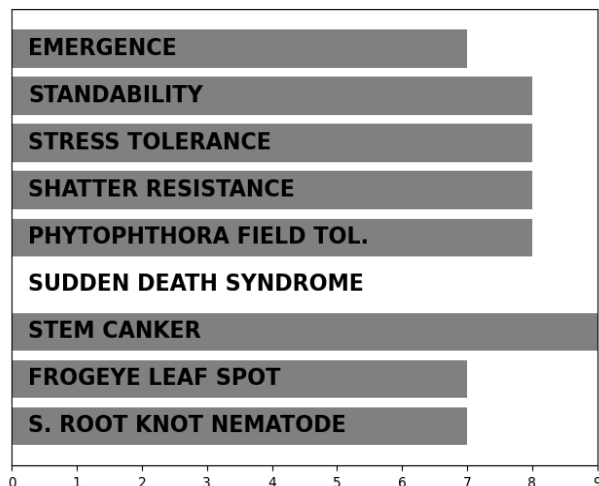 EMERGENCE
STANDABILITY
STRESS TOLERANCE
SHATTER RESISTANCE
PHYTOPHTHORA FIELD TOL.
SUDDEN DEATH SYNDROME
STEM CANKER
FROGEYE LEAF SPOT
S. ROOT KNOT NEMATODE
0 1 2 3 4 5 6 7 8 9